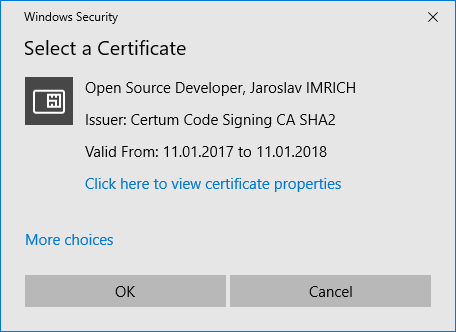 Windows Security
Select a Certificate
Open Source Developer, Jaroslav IMRICH
Issuer: Certum Code Signing CA SHA2
Valid From: 11.01.2017 to 11.01.2018
Click here to view certificate properties
More choices
OK
Cancel